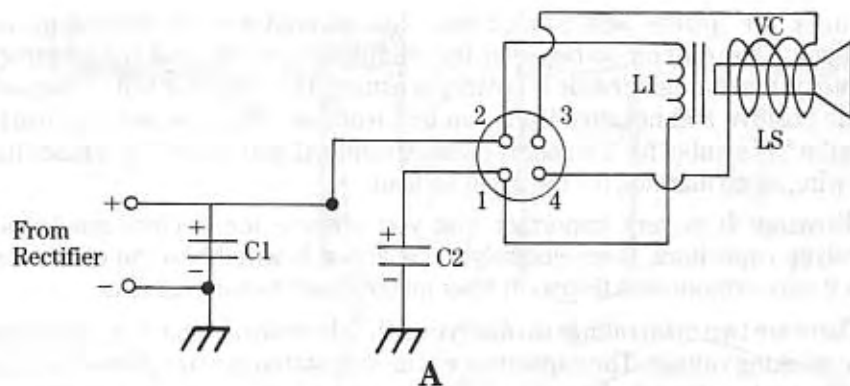 VC
L1
2 3
LS
1 4
+
+
From
Rectifier
+
−
C1
+
−
C2
−
A